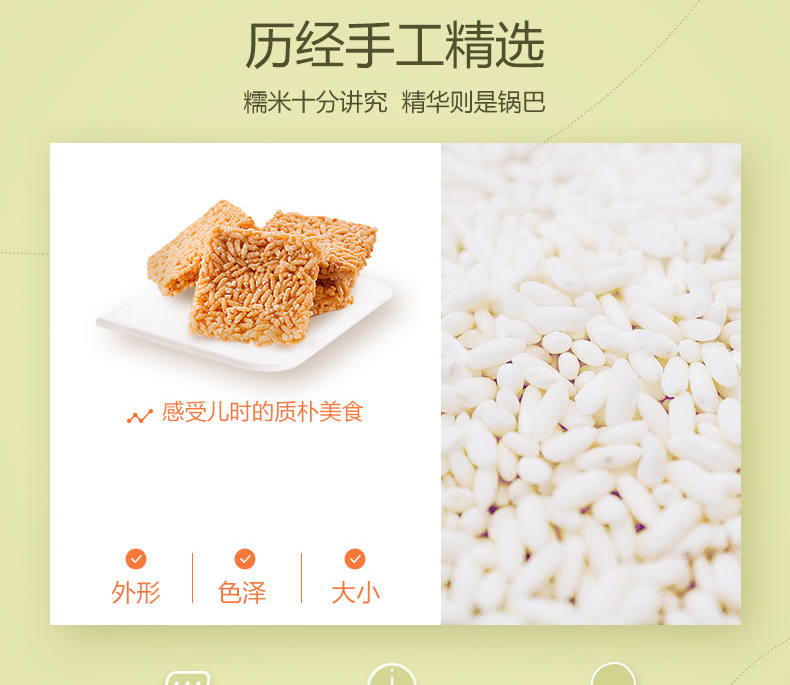 历经手工精选
糯米十分讲究 精华则是锅巴
感受儿时的质朴美食
外形
色泽
大小